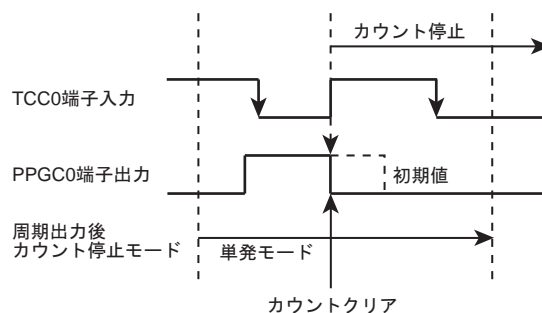 カウント停止
TCC0端子入力
PPGC0端子出力
初期値
周期出力後
カウント停止モード
単発モード
カウントクリア